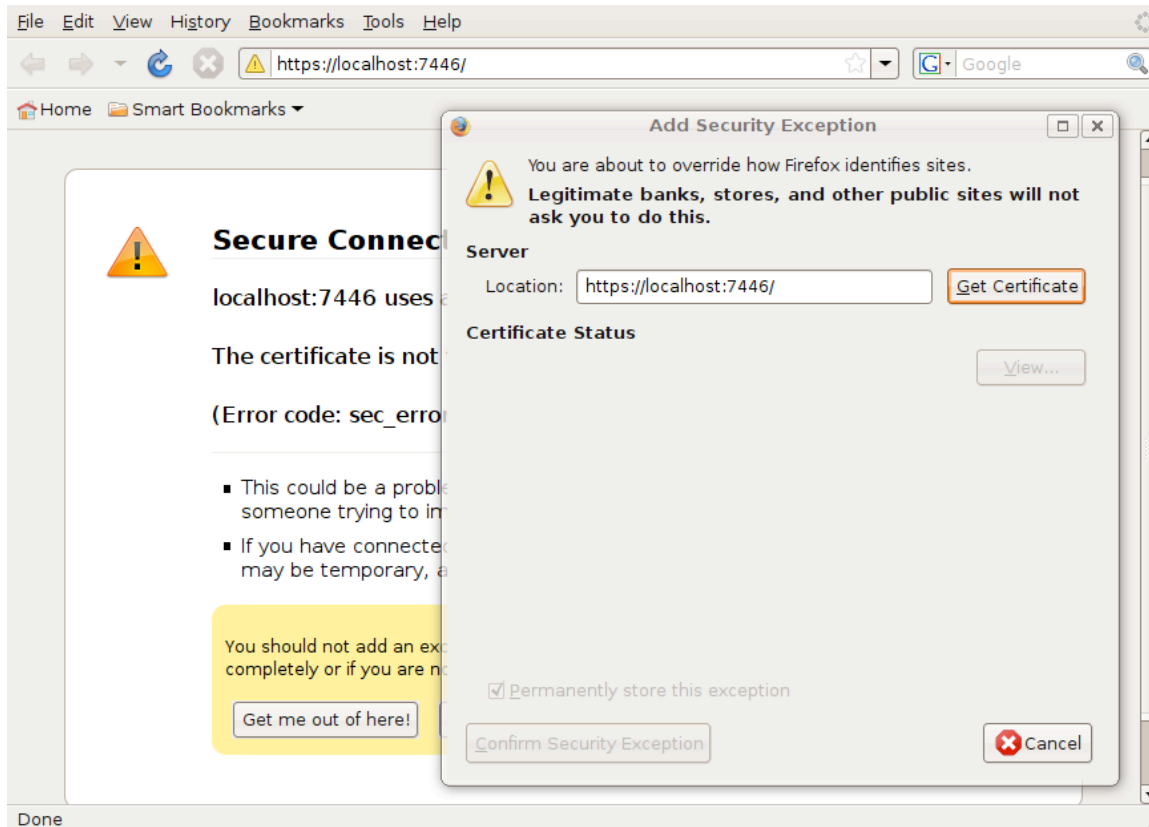 File Edit View History Bookmarks Tools Help
https://localhost:7446/
G Google
Home Smart Bookmarks
Add Security Exception
You are about to override how Firefox identifies sites.
Legitimate banks, stores, and other public sites will not
ask you to do this.
Server
Location: https://localhost:7446/ Get Certificate
Certificate Status
View...
Permanently store this exception
Confirm Security Exception Cancel
Secure Connect
localhost:7446 uses
The certificate is not
(Error code: sec_error
This could be a proble
someone trying to im
If you have connected
may be temporary, a
You should not add an exc
completely or if you are no
Get me out of here!
Done